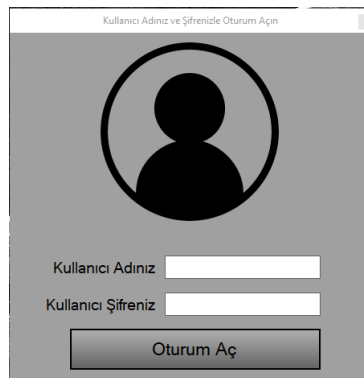 Kullanıcı Adınız ve Şifrenizle Oturum Açın
Kullanıcı Adınız
Kullanıcı Şifreniz
Oturum Aç